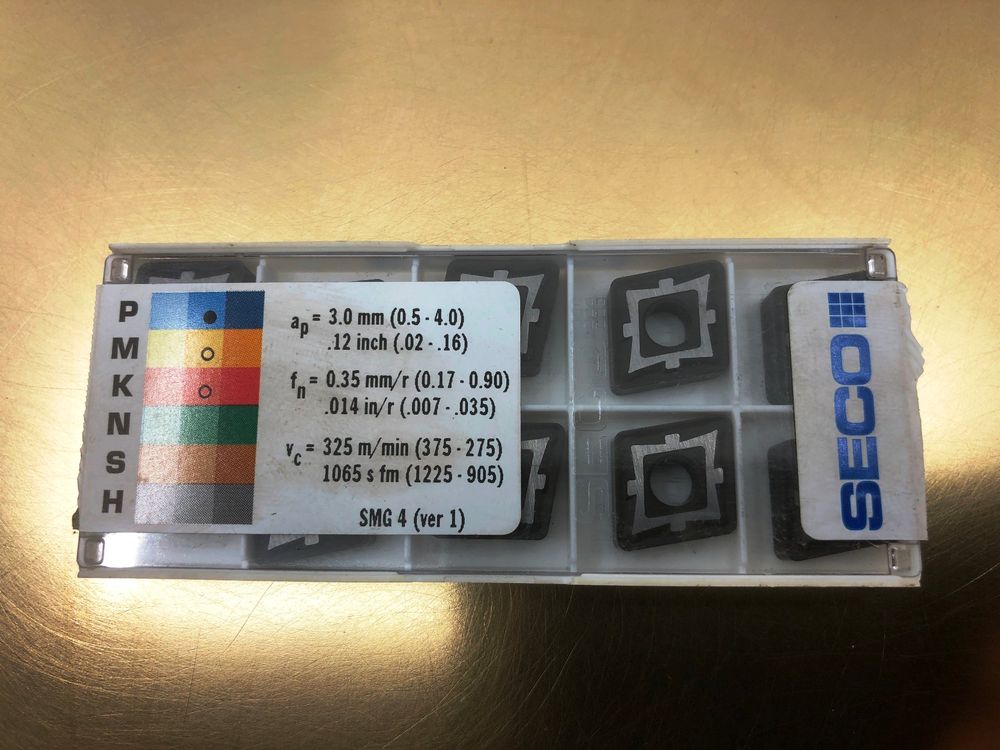 P
M
K
N
S
H
ap = 3.0 mm (0.5 - 4.0)
.12 inch (.02 - .16)
fn = 0.35 mm/r (0.17 - 0.90)
.014 in/r (.007 - .035)
vc = 325 m/min (375 - 275)
1065 s fm (1225 - 905)
SMG 4 (ver 1)
SECO
SECO